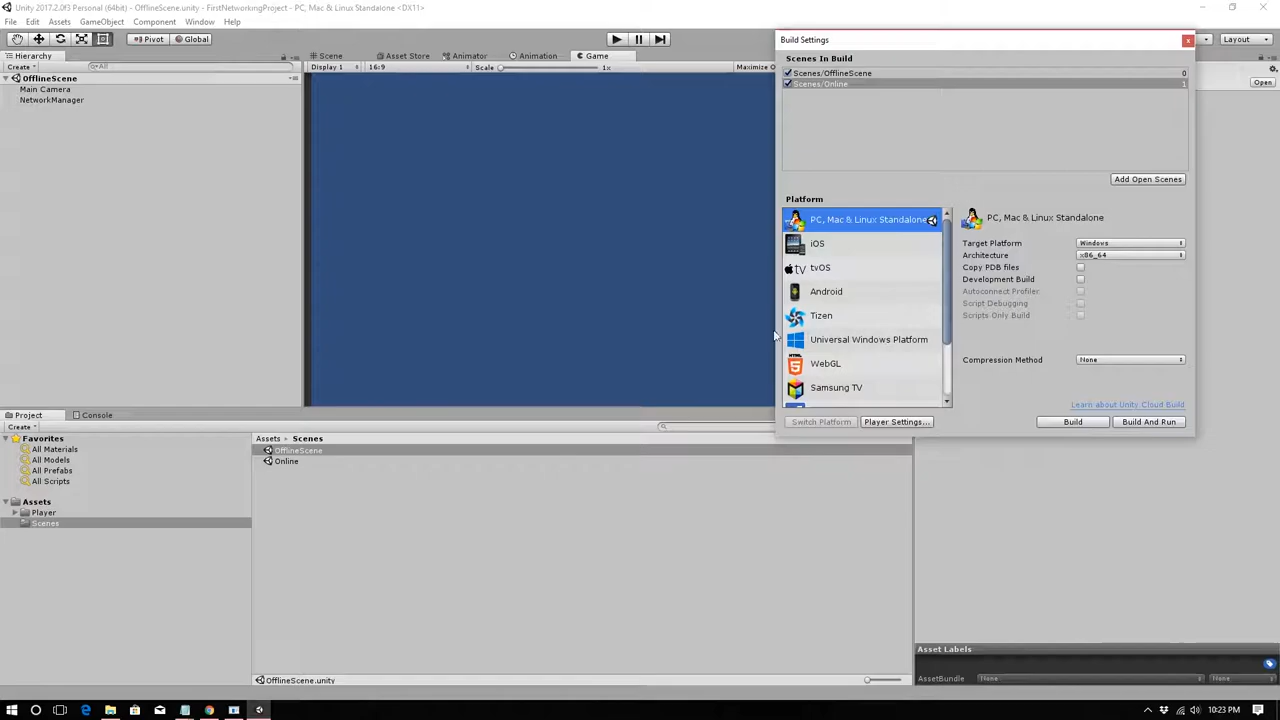 Unity 2017.2.0f3 Personal (64bit) - OfflineScene.unity - FirstNetworkingProject - PC, Mac & Linux Standalone <DX11>
File Edit Assets GameObject Component Window Help
Pivot Global
Layout
Build Settings
Hierarchy
Scene Asset Store Animator Animation Game
Create All
Display 1 16:9 Scale 1x Maximize O
OfflineScene
Main Camera
NetworkManager
Scenes In Build
Scenes/OfflineScene 0
Scenes/Online 1
Open
Add Open Scenes
Platform
PC, Mac & Linux Standalone
iOS
tvOS
Android
Tizen
Universal Windows Platform
WebGL
Samsung TV
PC, Mac & Linux Standalone
Target Platform Windows
Architecture x86_64
Copy PDB files
Development Build
Autoconnect Profiler
Script Debugging
Scripts Only Build
Compression Method None
Learn about Unity Cloud Build
Switch Platform Player Settings... Build Build And Run
Project Console
Create
Favorites
All Materials
All Models
All Prefabs
All Scripts
Assets
Player
Scenes
Assets Scenes
OfflineScene
Online
OfflineScene.unity
Asset Labels
AssetBundle None None
10:23 PM